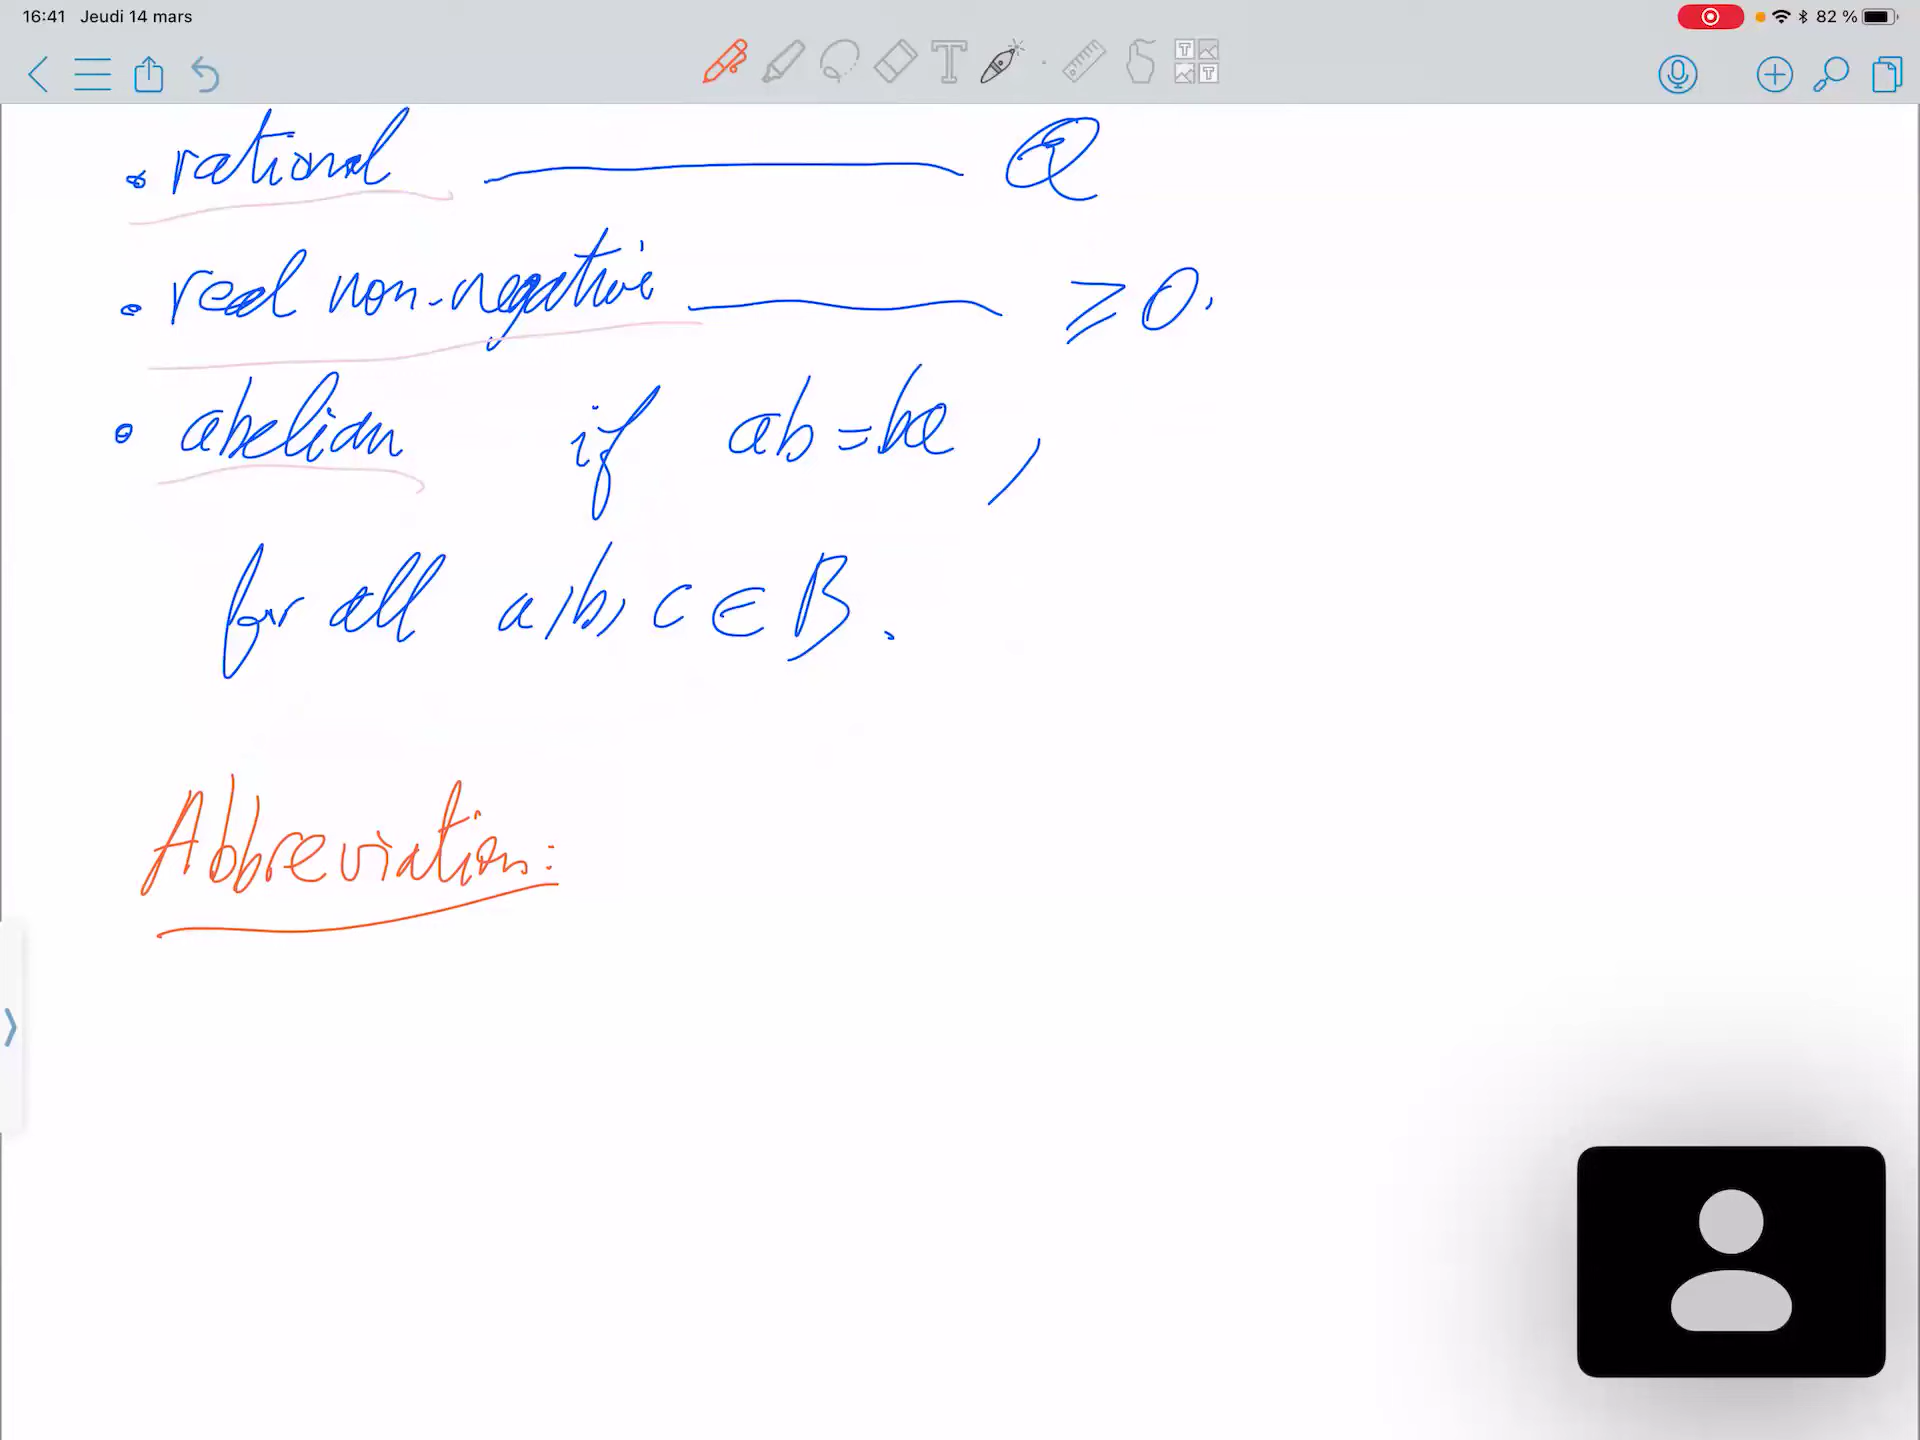 16:41 Jeudi 14 mars 82 %
• rational ——— Q
• real non-negative ——— ≥ 0.
• abelian if ab = ba,
for all a, b, c ∈ B.
Abbreviation: